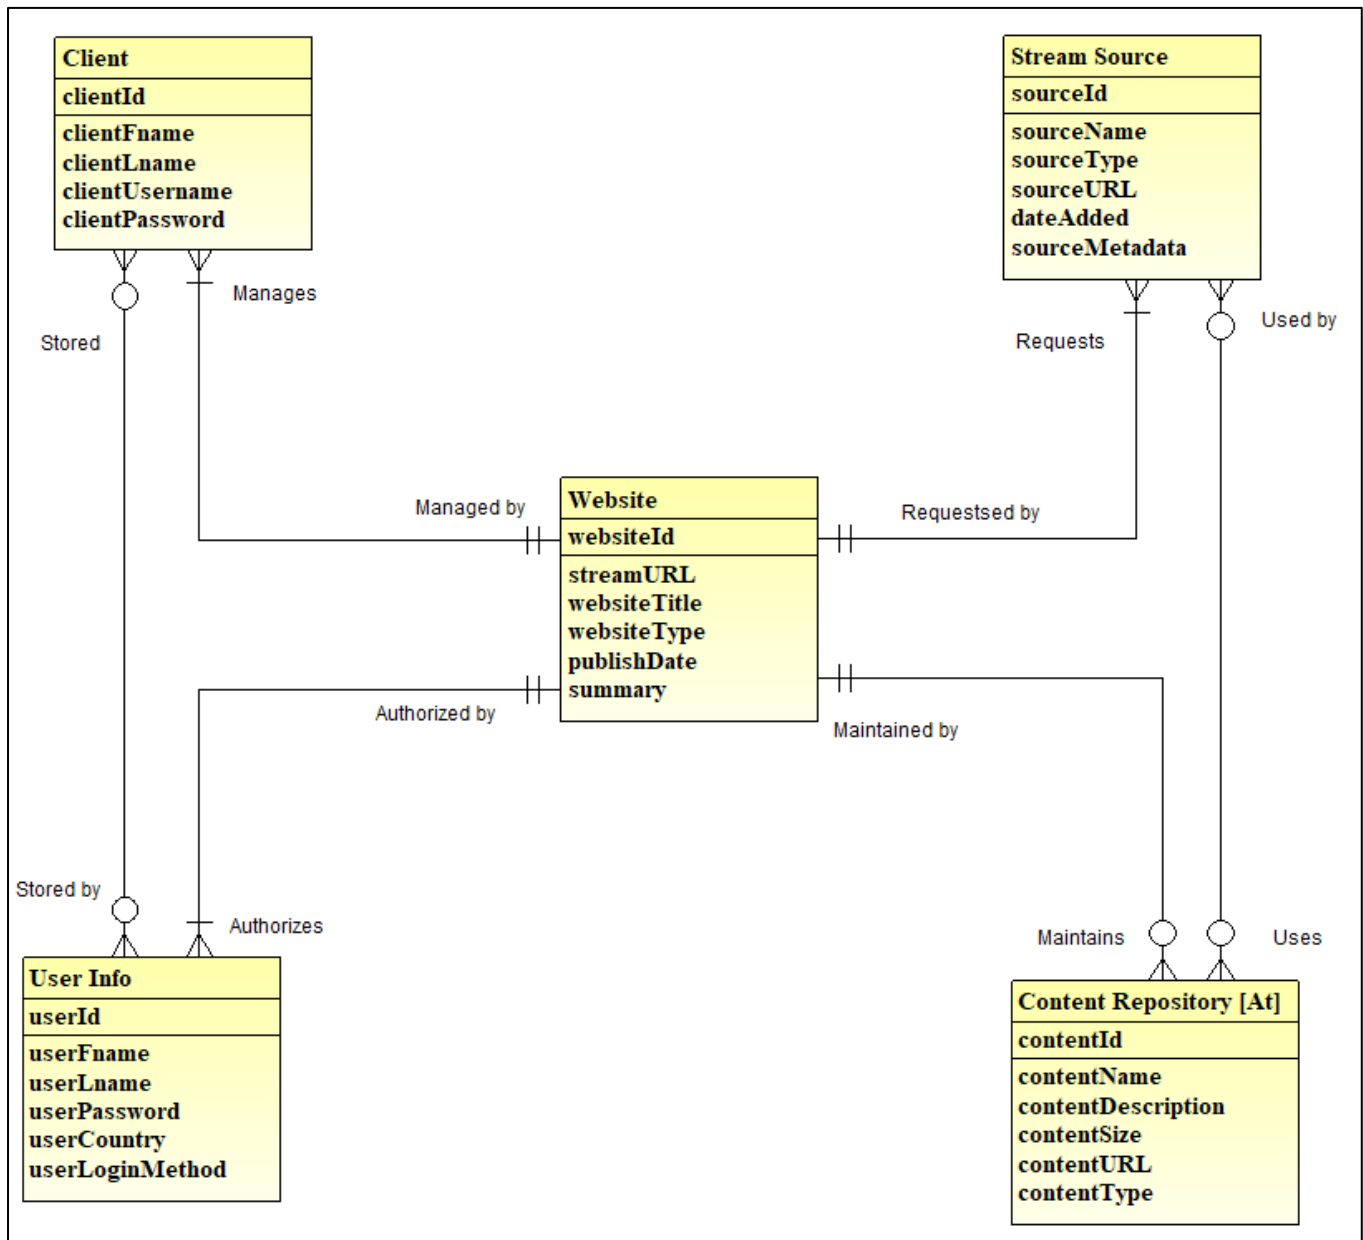 Client
clientId
clientFname
clientLname
clientUsername
clientPassword
Stream Source
sourceId
sourceName
sourceType
sourceURL
dateAdded
sourceMetadata
Manages
Stored
Used by
Requests
Managed by
Requestsed by
Website
websiteId
streamURL
websiteTitle
websiteType
publishDate
summary
Authorized by
Maintained by
Stored by
Authorizes
Maintains
Uses
User Info
userId
userFname
userLname
userPassword
userCountry
userLoginMethod
Content Repository [At]
contentId
contentName
contentDescription
contentSize
contentURL
contentType